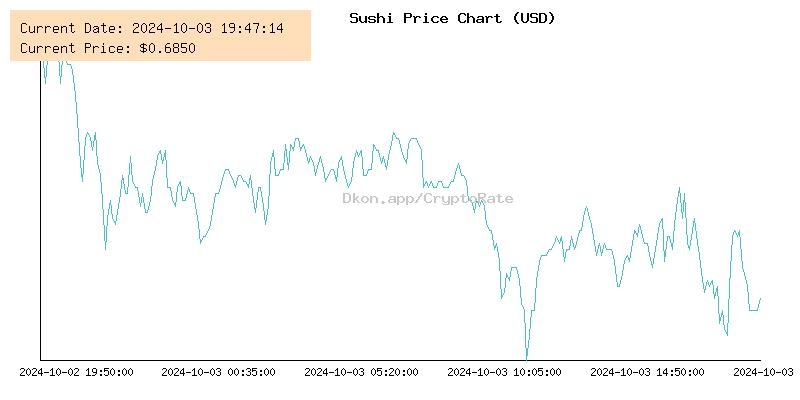 Sushi Price Chart (USD)
Current Date: 2024-10-03 19:47:14
Current Price: $0.6850
Dkon.app/CryptoRate
2024-10-02 19:50:00 2024-10-03 00:35:00 2024-10-03 05:20:00 2024-10-03 10:05:00 2024-10-03 14:50:00 2024-10-03